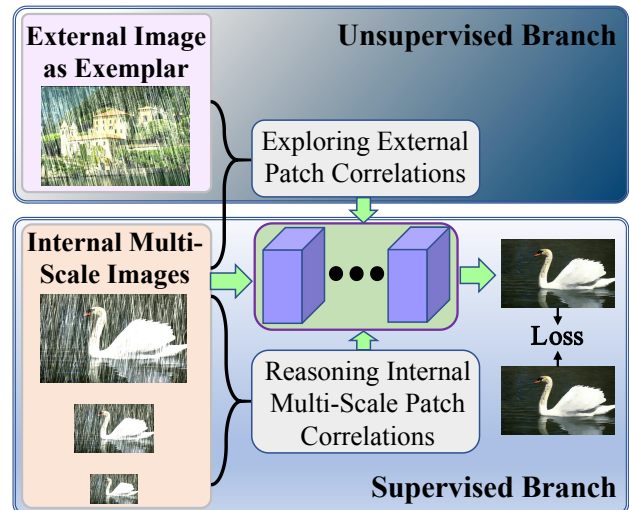 External Image
as Exemplar
Unsupervised Branch
Exploring External
Patch Correlations
Internal Multi-
Scale Images
Loss
Reasoning Internal
Multi-Scale Patch
Correlations
Supervised Branch